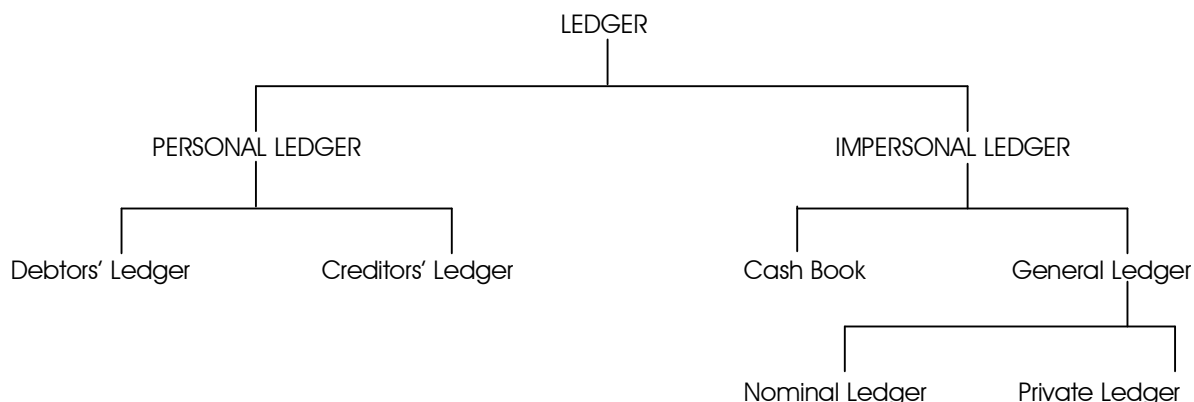 LEDGER
PERSONAL LEDGER IMPERSONAL LEDGER
Debtors’ Ledger Creditors’ Ledger Cash Book General Ledger
Nominal Ledger Private Ledger